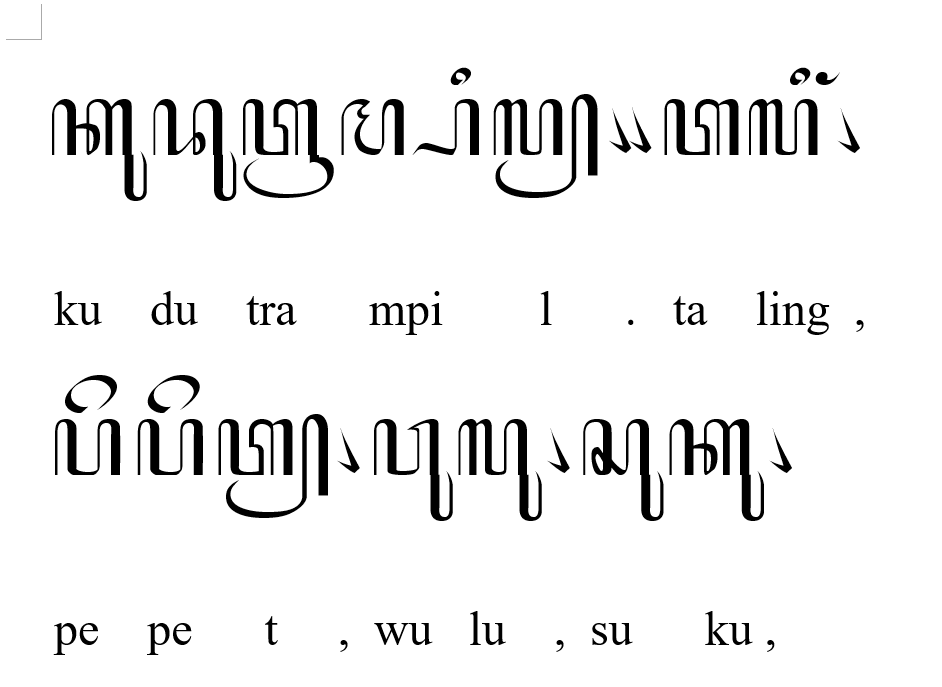 ꦏꦸꦢꦸꦠꦿꦩ꧀ꦥꦶꦭ꧀꧉ꦠꦭꦶꦁ꧈
ku du tra mpi l . ta ling ,
ꦥꦼꦥꦼꦠ꧀꧈ꦮꦸꦭꦸ꧈ꦱꦸꦏꦸ꧈
pe pe t , wu lu , su ku ,